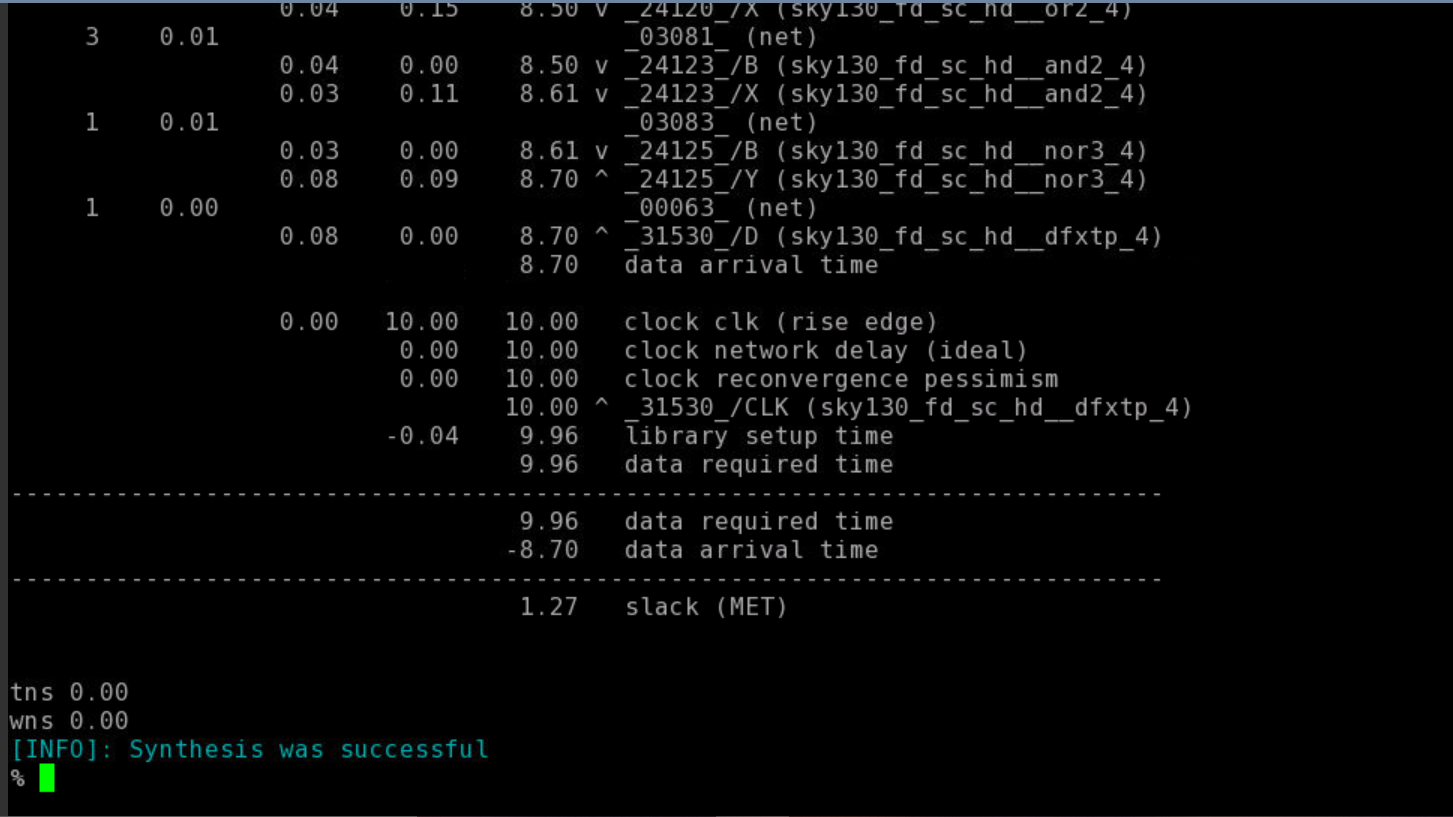 0.04 0.15 8.50 v _24120_/X (sky130_fd_sc_hd__or2_4)
3 0.01 _03081_ (net)
0.04 0.00 8.50 v _24123_/B (sky130_fd_sc_hd__and2_4)
0.03 0.11 8.61 v _24123_/X (sky130_fd_sc_hd__and2_4)
1 0.01 _03083_ (net)
0.03 0.00 8.61 v _24125_/B (sky130_fd_sc_hd__nor3_4)
0.08 0.09 8.70 ^ _24125_/Y (sky130_fd_sc_hd__nor3_4)
1 0.00 _00063_ (net)
0.08 0.00 8.70 ^ _31530_/D (sky130_fd_sc_hd__dfxtp_4)
8.70 data arrival time
0.00 10.00 10.00 clock clk (rise edge)
0.00 10.00 clock network delay (ideal)
0.00 10.00 clock reconvergence pessimism
10.00 ^ _31530_/CLK (sky130_fd_sc_hd__dfxtp_4)
-0.04 9.96 library setup time
9.96 data required time
-----------------------------------------------------------------------------
9.96 data required time
-8.70 data arrival time
-----------------------------------------------------------------------------
1.27 slack (MET)
tns 0.00
wns 0.00
[INFO]: Synthesis was successful
%